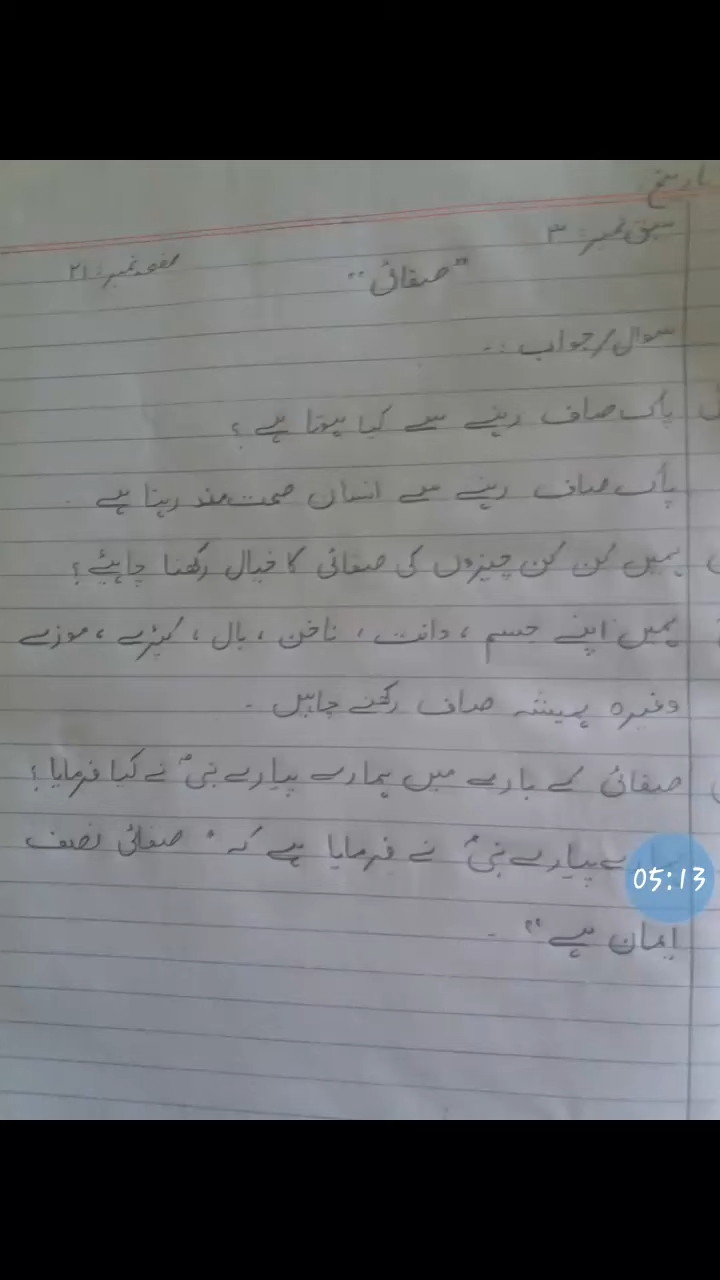 تاریخ
سبق نمبر: ۳
"صفائی" صفحہ نمبر: ۲۱
سوال/جواب :۔
پاک صاف رہنے سے کیا ہوتا ہے ؟
پاک صاف رہنے سے انسان صحت مند رہتا ہے ۔
ہمیں کن کن چیزوں کی صفائی کا خیال رکھنا چاہیئے ؟
ہمیں اپنے جسم ، دانت ، ناخن ، بال ، کپڑے ، موزے
وغیرہ ہمیشہ صاف رکھنے چاہیں ۔
صفائی کے بارے میں ہمارے پیارے نبیؐ نے کیا فرمایا ؟
پیارے نبیؐ نے فرمایا ہے کہ " صفائی نصف
ایمان ہے " ۔
05:13